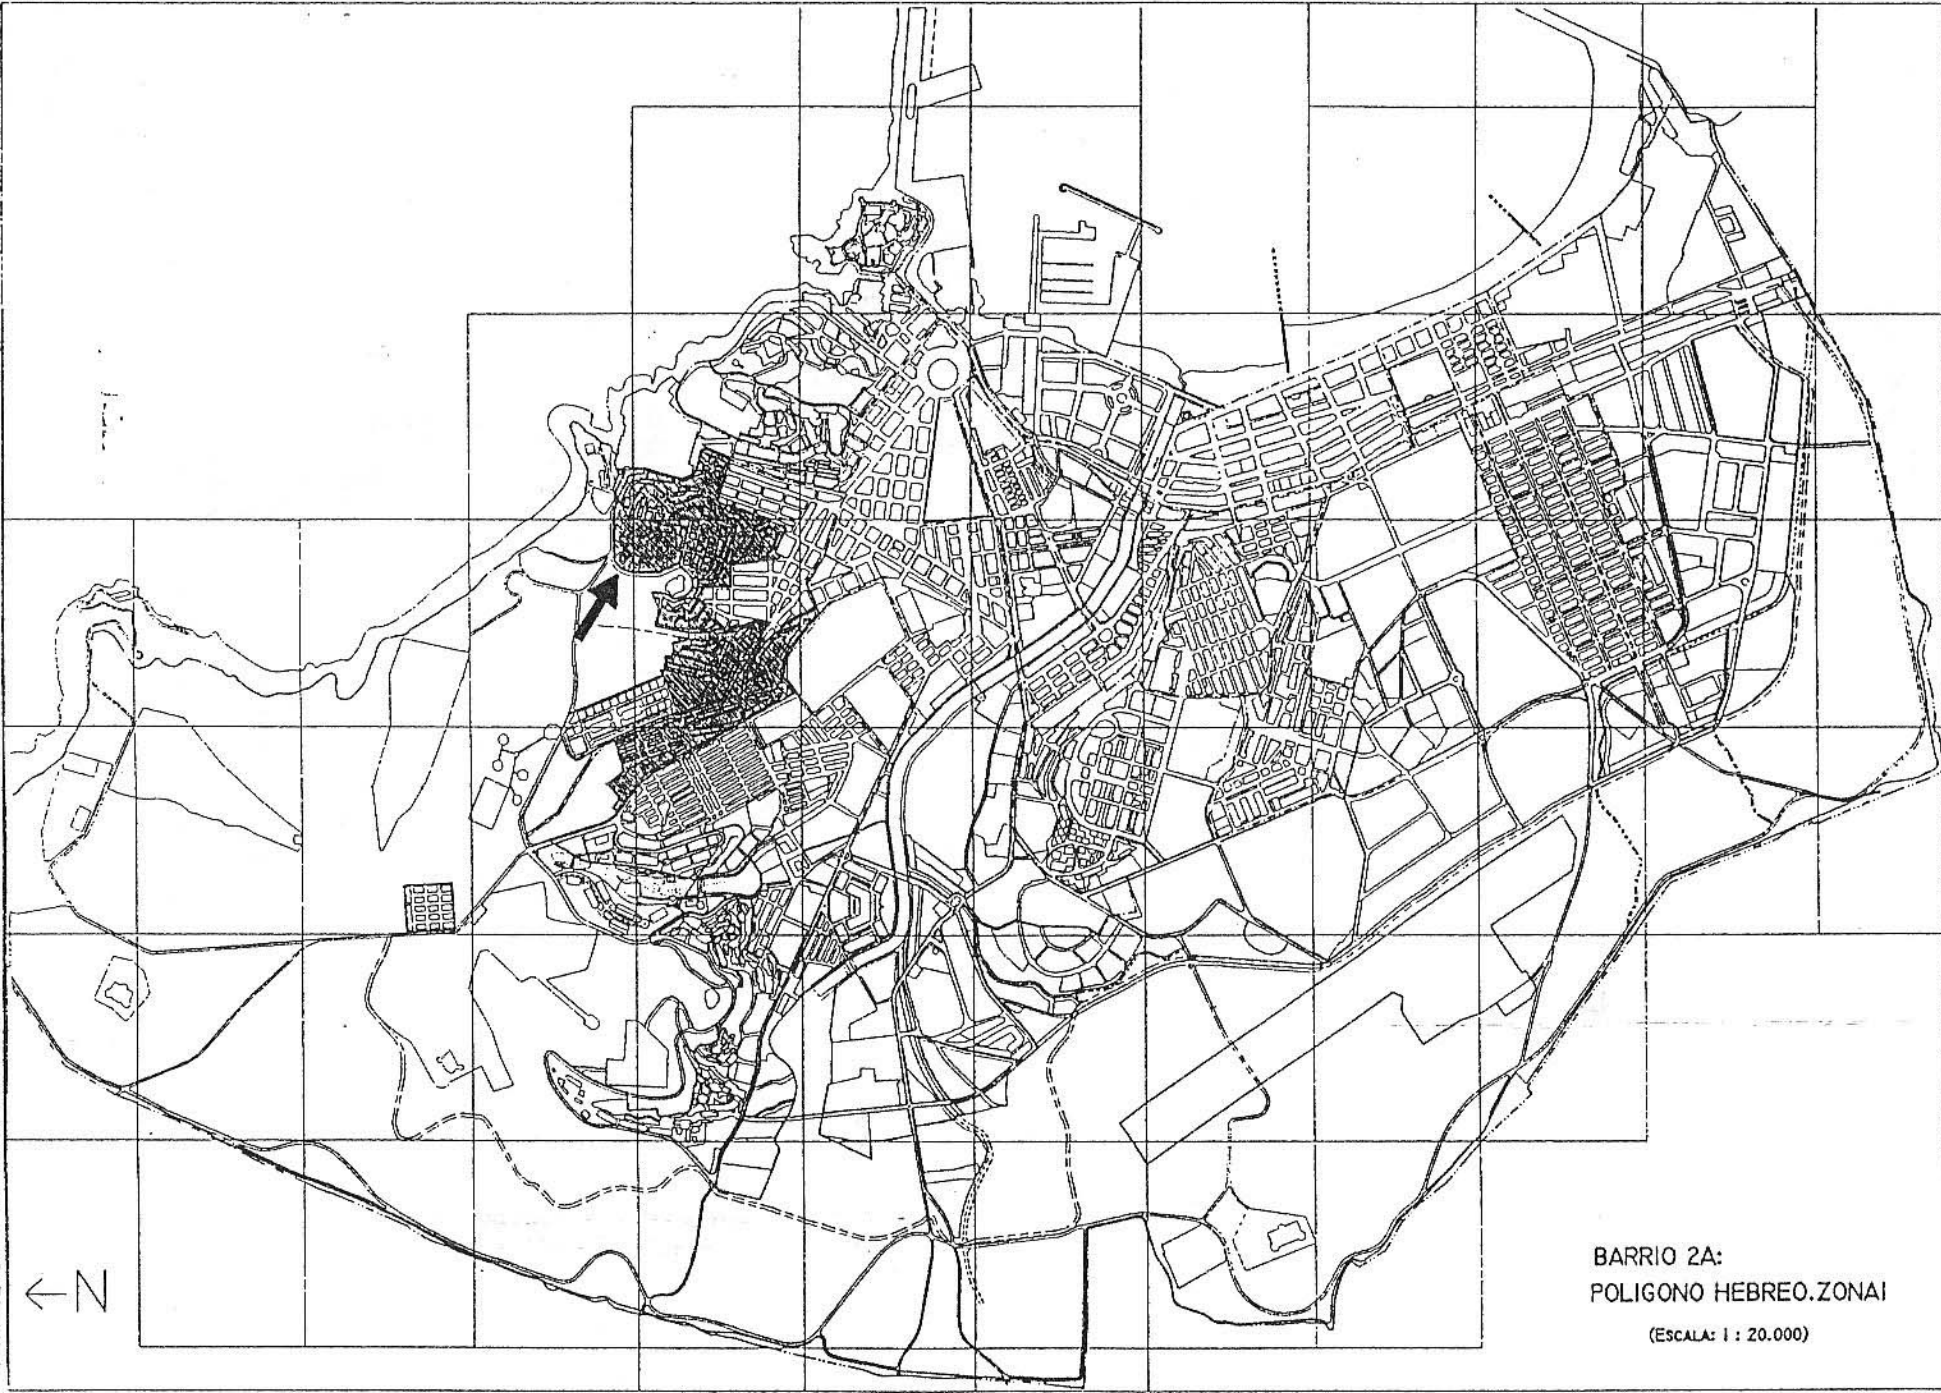 ←N
BARRIO 2A:
POLIGONO HEBREO.ZONAI
(ESCALA: 1 : 20.000)